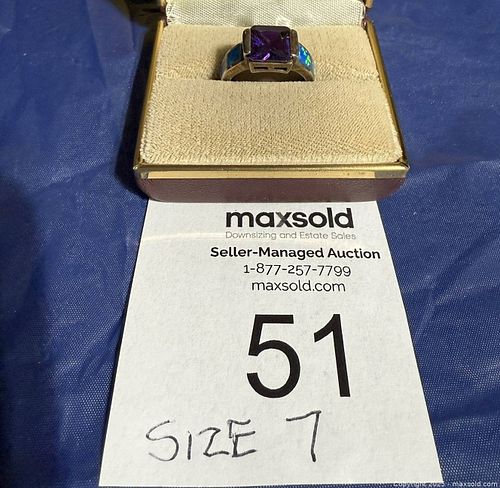 maxsold
Downsizing and Estate Sales
Seller-Managed Auction
1-877-257-7799
maxsold.com
51
SIZE 7